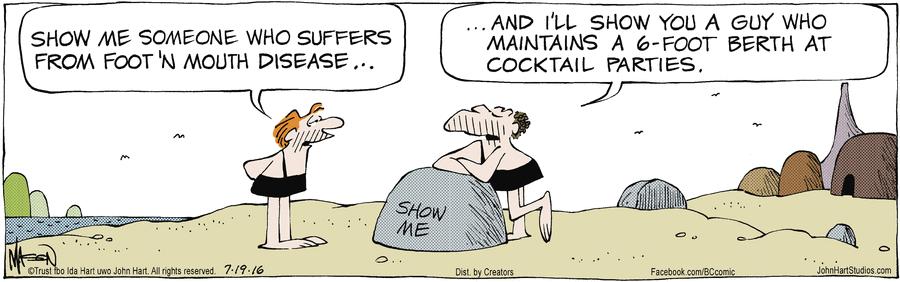 SHOW ME SOMEONE WHO SUFFERS
FROM FOOT 'N MOUTH DISEASE...
...AND I'LL SHOW YOU A GUY WHO
MAINTAINS A 6-FOOT BERTH AT
COCKTAIL PARTIES.
SHOW
ME
MASON
©Trust tbo Ida Hart uwo John Hart. All rights reserved. 7-19-16
Dist. by Creators
Facebook.com/BCcomic
JohnHartStudios.com